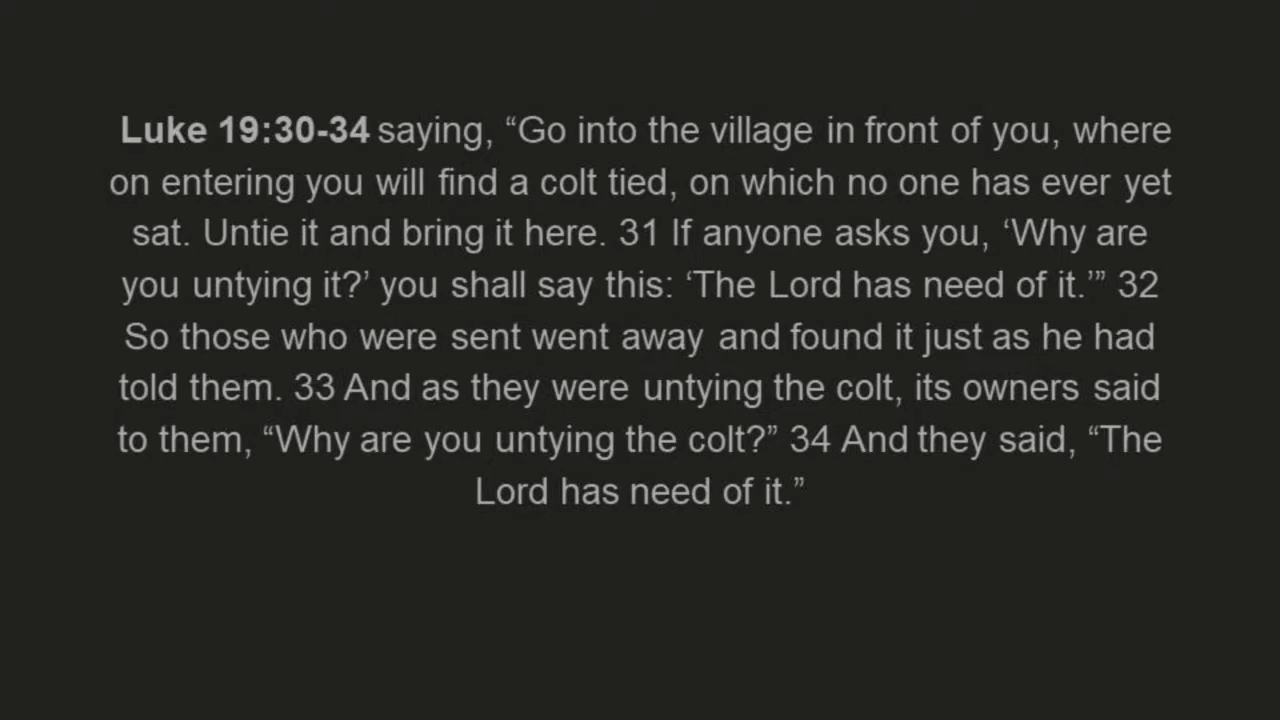 Luke 19:30-34 saying, “Go into the village in front of you, where
on entering you will find a colt tied, on which no one has ever yet
sat. Untie it and bring it here. 31 If anyone asks you, ‘Why are
you untying it?’ you shall say this: ‘The Lord has need of it.’” 32
So those who were sent went away and found it just as he had
told them. 33 And as they were untying the colt, its owners said
to them, “Why are you untying the colt?” 34 And they said, “The
Lord has need of it.”